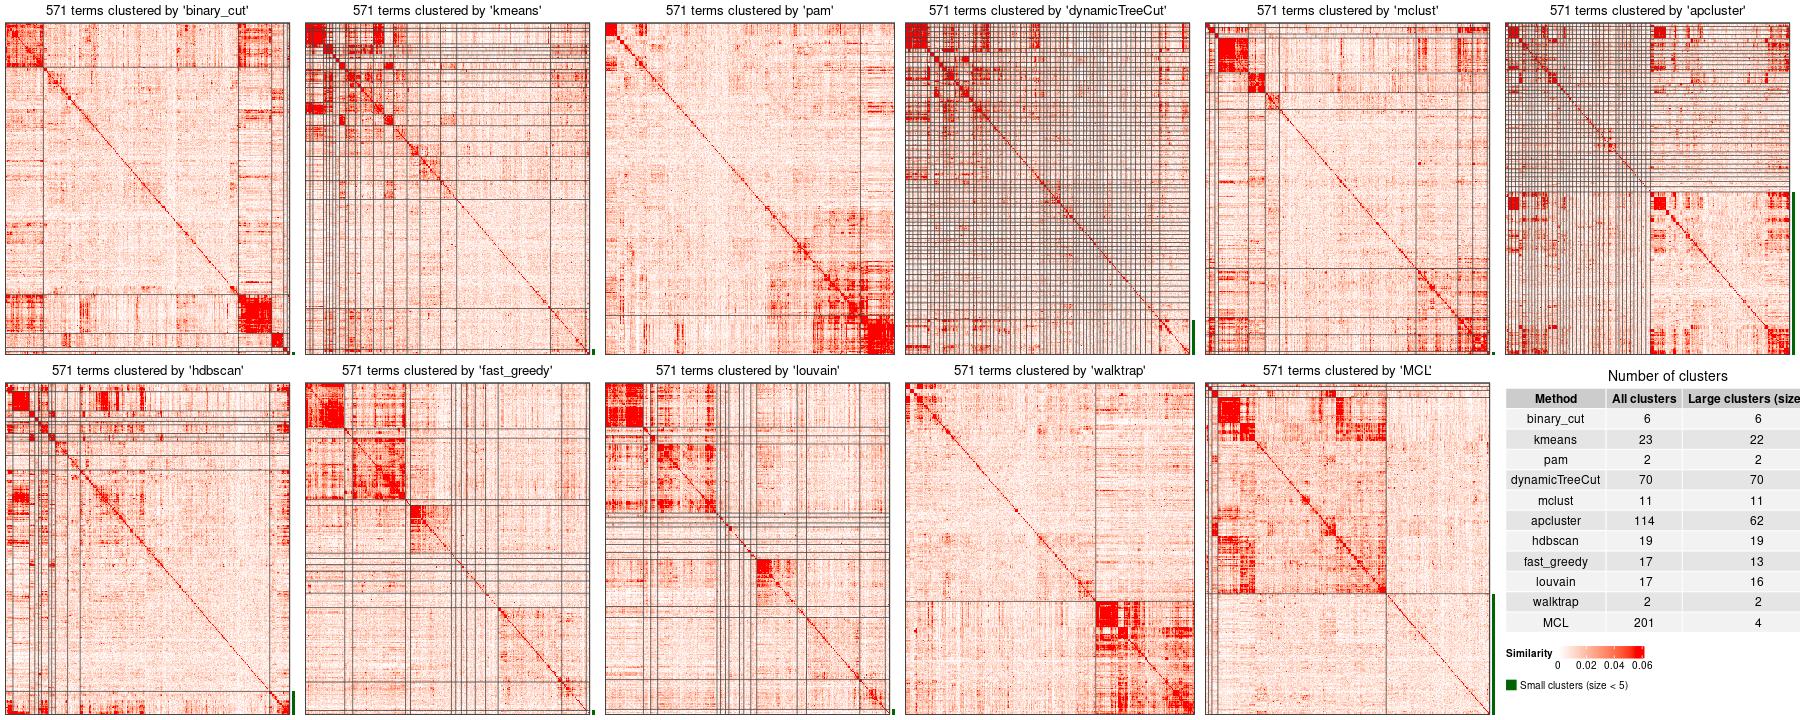 571 terms clustered by 'binary_cut'
571 terms clustered by 'kmeans'
571 terms clustered by 'pam'
571 terms clustered by 'dynamicTreeCut'
571 terms clustered by 'mclust'
571 terms clustered by 'apcluster'
571 terms clustered by 'hdbscan'
571 terms clustered by 'fast_greedy'
571 terms clustered by 'louvain'
571 terms clustered by 'walktrap'
571 terms clustered by 'MCL'
Number of clusters
Method All clusters Large clusters (size
binary_cut 6 6
kmeans 23 22
pam 2 2
dynamicTreeCut 70 70
mclust 11 11
apcluster 114 62
hdbscan 19 19
fast_greedy 17 13
louvain 17 16
walktrap 2 2
MCL 201 4
Similarity
0 0.02 0.04 0.06
Small clusters (size < 5)